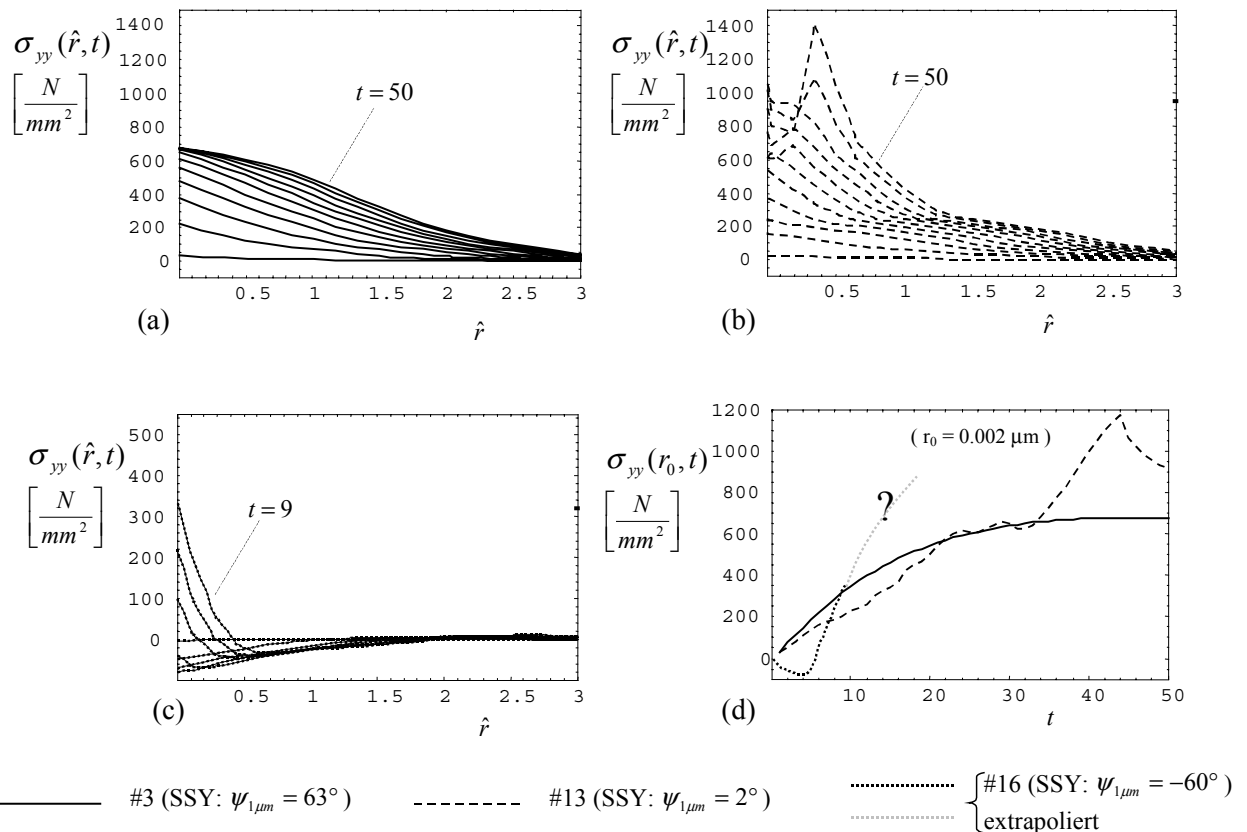 1400
1200
1000
800
600
400
200
0
σyy(r̂,t)
[N/mm²]
t = 50
0.5 1 1.5 2 2.5 3
(a)
r̂
1400
1200
1000
800
600
400
200
0
σyy(r̂,t)
[N/mm²]
t = 50
0.5 1 1.5 2 2.5 3
(b)
r̂
500
400
300
200
100
0
σyy(r̂,t)
[N/mm²]
t = 9
0.5 1 1.5 2 2.5 3
(c)
r̂
1200
1000
800
600
400
200
0
σyy(r0,t)
[N/mm²]
( r0 = 0.002 µm )
?
10 20 30 40 50
(d)
t
#3 (SSY: ψ1µm = 63°)
#13 (SSY: ψ1µm = 2°)
#16 (SSY: ψ1µm = −60°)
extrapoliert